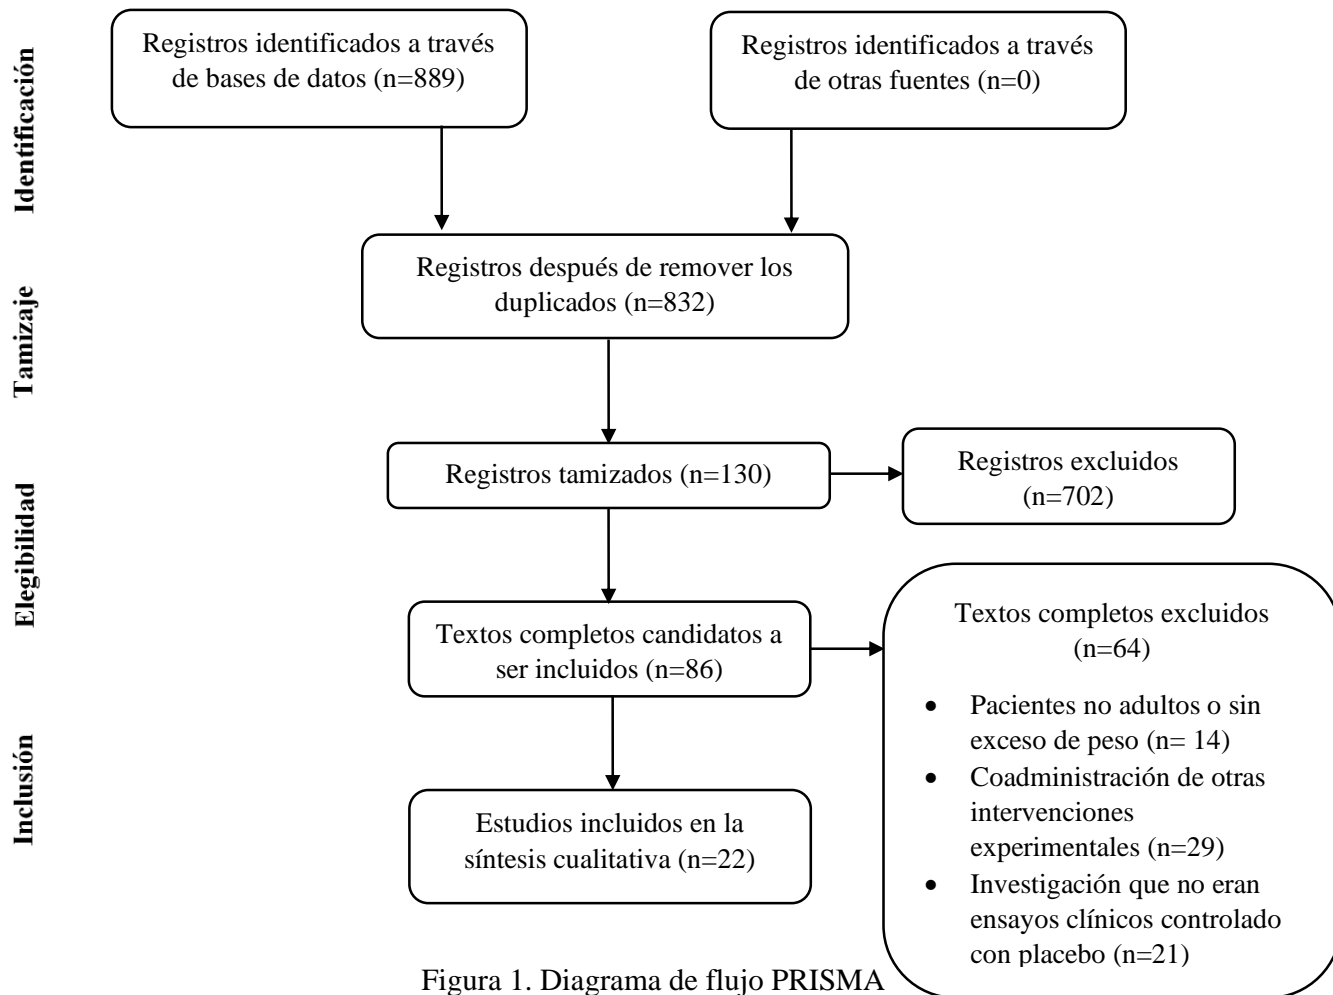 Identificación
Registros identificados a través
de bases de datos (n=889)
Registros identificados a través
de otras fuentes (n=0)
Tamizaje
Registros después de remover los
duplicados (n=832)
Elegibilidad
Registros tamizados (n=130)
Registros excluidos
(n=702)
Textos completos candidatos a
ser incluidos (n=86)
Textos completos excluidos
(n=64)
• Pacientes no adultos o sin
exceso de peso (n= 14)
• Coadministración de otras
intervenciones
experimentales (n=29)
• Investigación que no eran
ensayos clínicos controlado
con placebo (n=21)
Inclusión
Estudios incluidos en la
síntesis cualitativa (n=22)
Figura 1. Diagrama de flujo PRISMA